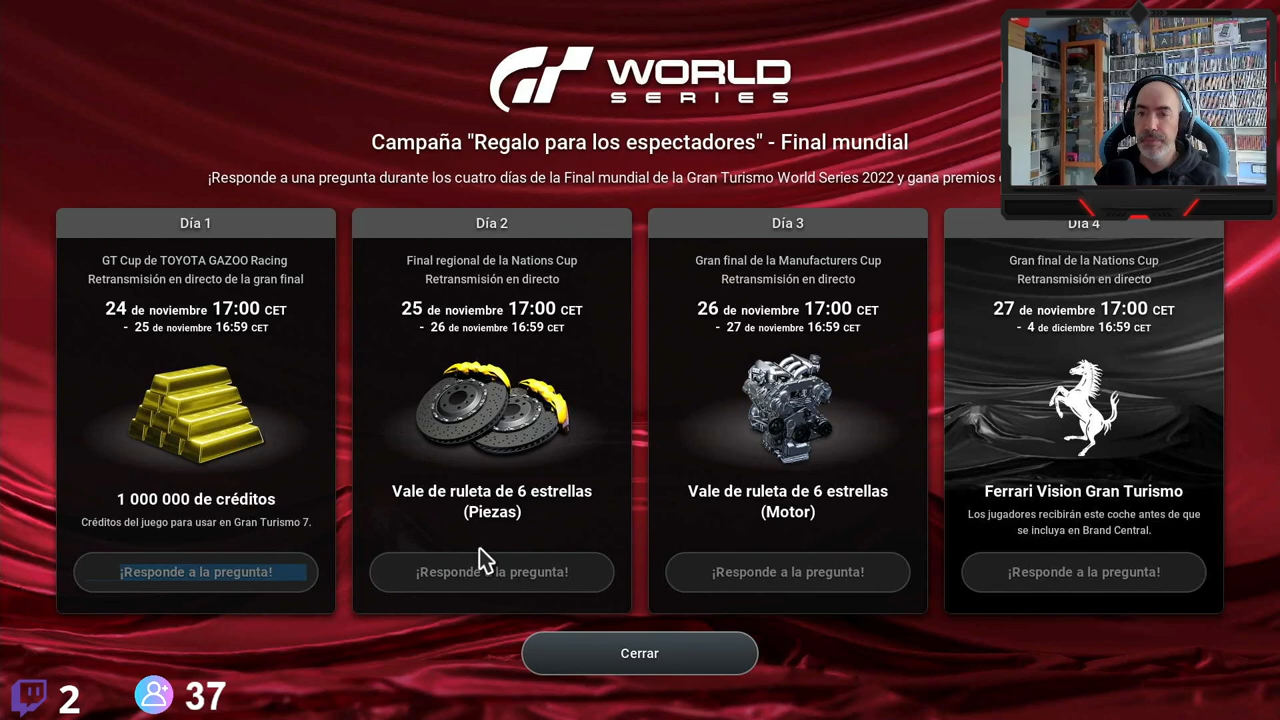 GT WORLD
SERIES
Campaña "Regalo para los espectadores" - Final mundial
¡Responde a una pregunta durante los cuatro días de la Final mundial de la Gran Turismo World Series 2022 y gana premios
Día 1
GT Cup de TOYOTA GAZOO Racing
Retransmisión en directo de la gran final
24 de noviembre 17:00 CET
- 25 de noviembre 16:59 CET
1 000 000 de créditos
Créditos del juego para usar en Gran Turismo 7.
¡Responde a la pregunta!
Día 2
Final regional de la Nations Cup
Retransmisión en directo
25 de noviembre 17:00 CET
- 26 de noviembre 16:59 CET
Vale de ruleta de 6 estrellas
(Piezas)
¡Responde a la pregunta!
Día 3
Gran final de la Manufacturers Cup
Retransmisión en directo
26 de noviembre 17:00 CET
- 27 de noviembre 16:59 CET
Vale de ruleta de 6 estrellas
(Motor)
¡Responde a la pregunta!
Día 4
Gran final de la Nations Cup
Retransmisión en directo
27 de noviembre 17:00 CET
- 4 de diciembre 16:59 CET
Ferrari Vision Gran Turismo
Los jugadores recibirán este coche antes de que
se incluya en Brand Central.
¡Responde a la pregunta!
Cerrar
2
37